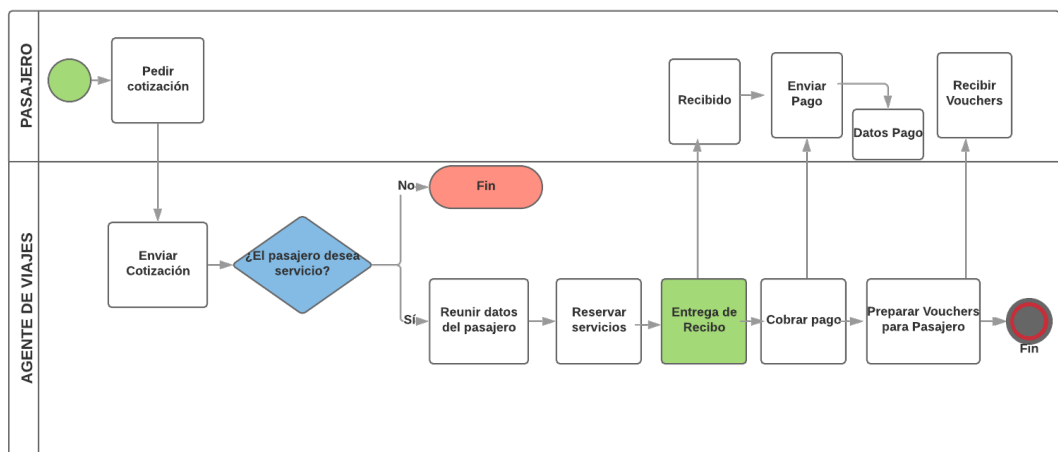 PASAJERO
Pedir
cotización
Recibido
Enviar
Pago
Datos Pago
Recibir
Vouchers
AGENTE DE VIAJES
Enviar
Cotización
¿El pasajero desea
servicio?
No
Fin
Sí
Reunir datos
del pasajero
Reservar
servicios
Entrega de
Recibo
Cobrar pago
Preparar Vouchers
para Pasajero
Fin